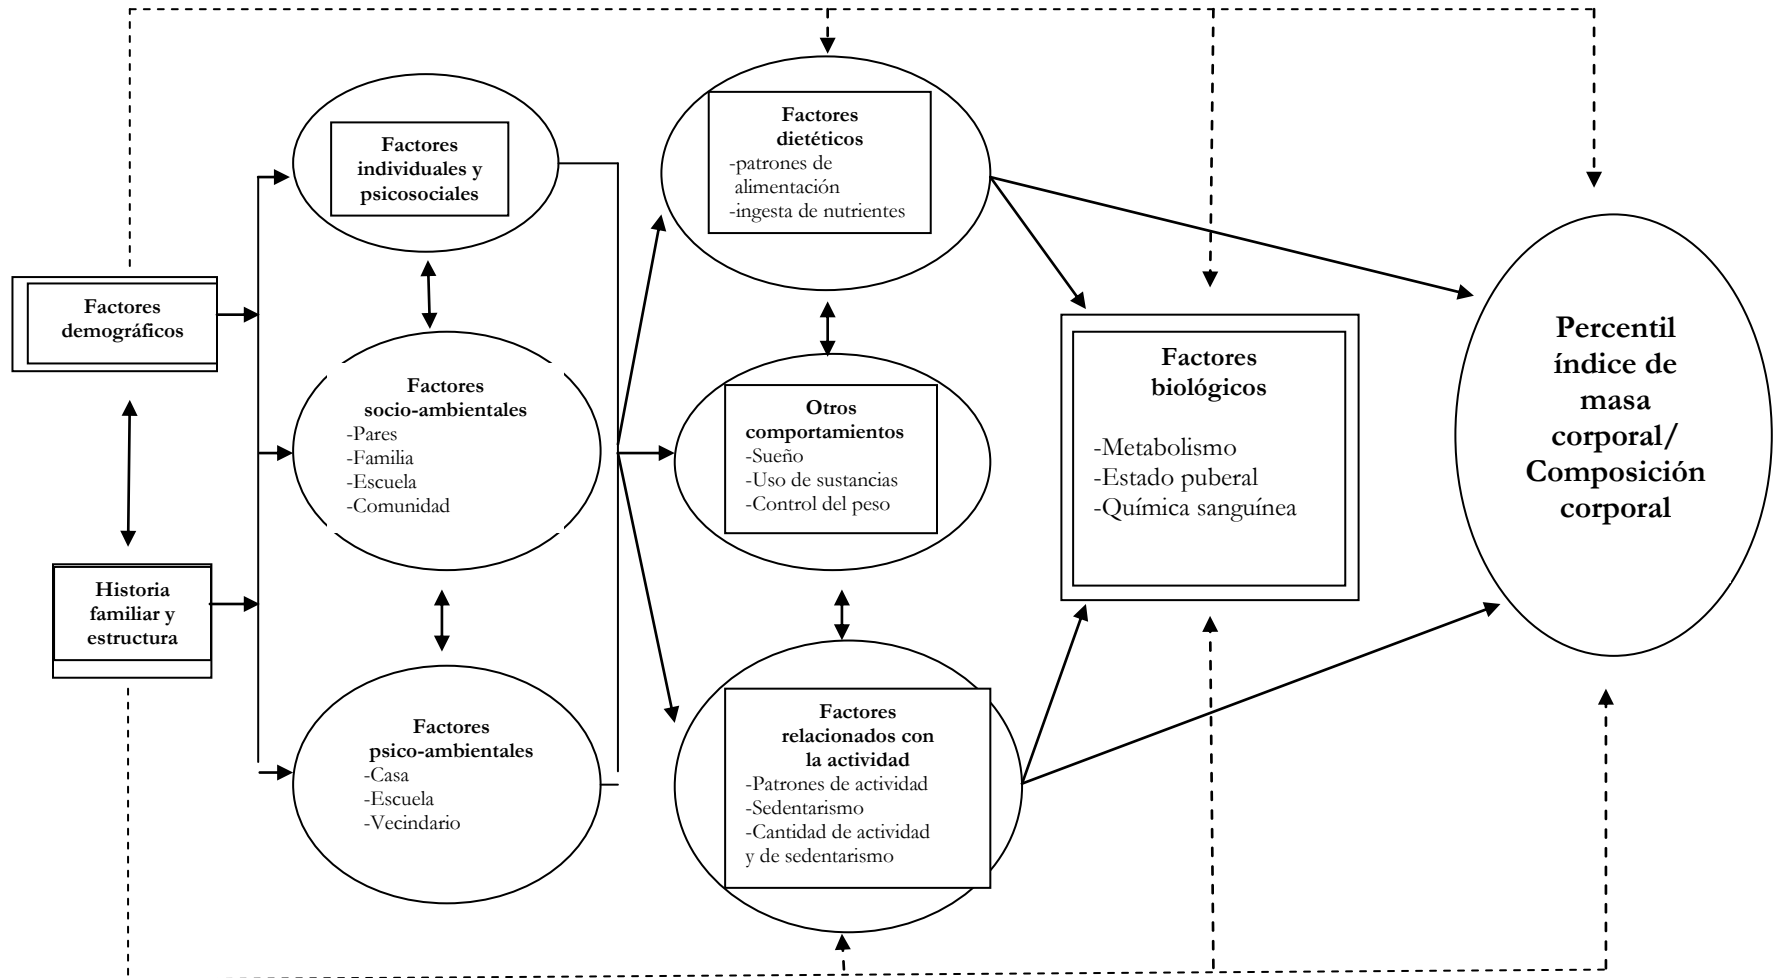 Factores
demográficos
Historia
familiar y
estructura
Factores
individuales y
psicosociales
Factores
socio-ambientales
-Pares
-Familia
-Escuela
-Comunidad
Factores
psico-ambientales
-Casa
-Escuela
-Vecindario
Factores
dietéticos
-patrones de
alimentación
-ingesta de nutrientes
Otros
comportamientos
-Sueño
-Uso de sustancias
-Control del peso
Factores
relacionados con
la actividad
-Patrones de actividad
-Sedentarismo
-Cantidad de actividad
y de sedentarismo
Factores
biológicos
-Metabolismo
-Estado puberal
-Química sanguínea
Percentil
índice de
masa
corporal/
Composición
corporal